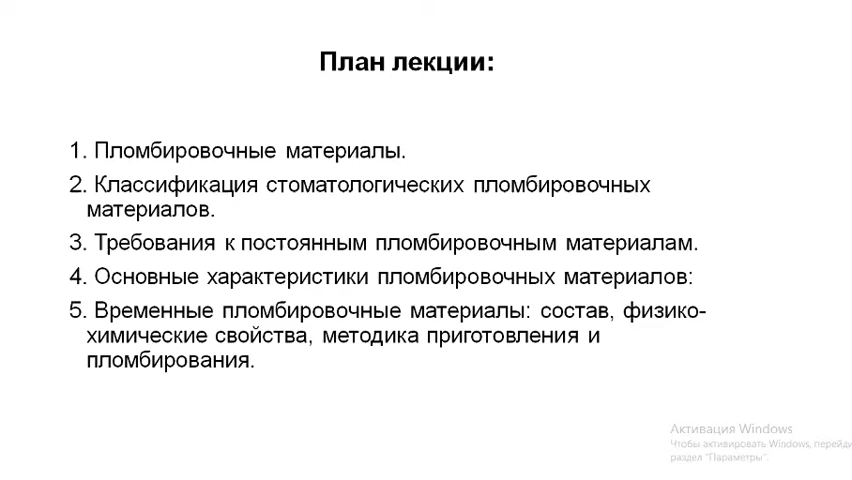 План лекции:
1. Пломбировочные материалы.
2. Классификация стоматологических пломбировочных
материалов.
3. Требования к постоянным пломбировочным материалам.
4. Основные характеристики пломбировочных материалов:
5. Временные пломбировочные материалы: состав, физико-
химические свойства, методика приготовления и
пломбирования.
Активация Windows
Чтобы активировать Windows, перейди
раздел "Параметры".